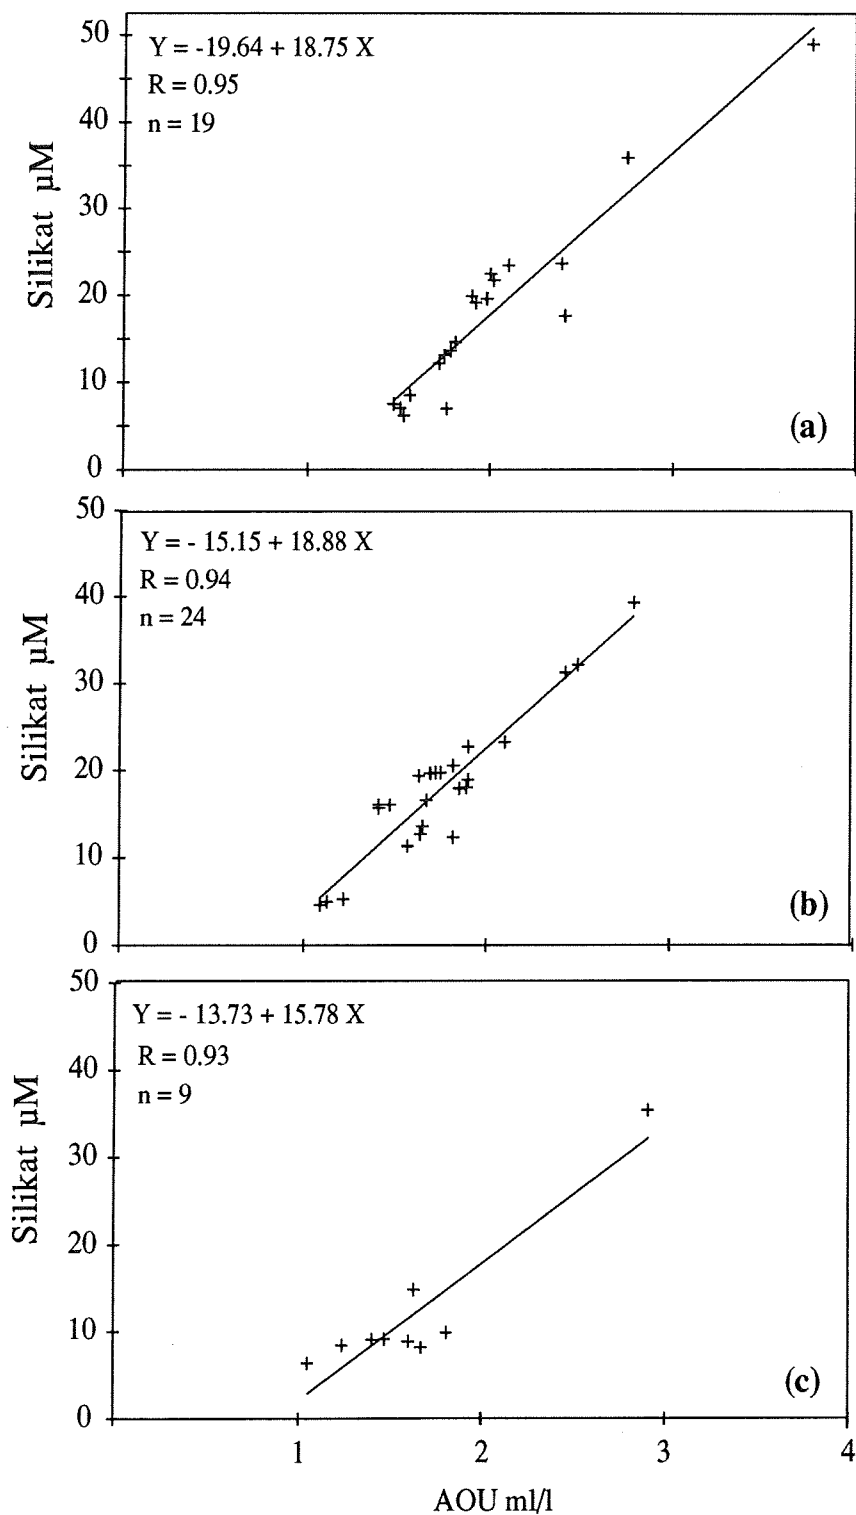 50
Y = -19.64 + 18.75 X
R = 0.95
n = 19
40
30
20
10
0
Silikat µM
(a)
50
Y = - 15.15 + 18.88 X
R = 0.94
n = 24
40
30
20
10
0
Silikat µM
(b)
50
Y = - 13.73 + 15.78 X
R = 0.93
n = 9
40
30
20
10
0
Silikat µM
(c)
1 2 3 4
AOU ml/l